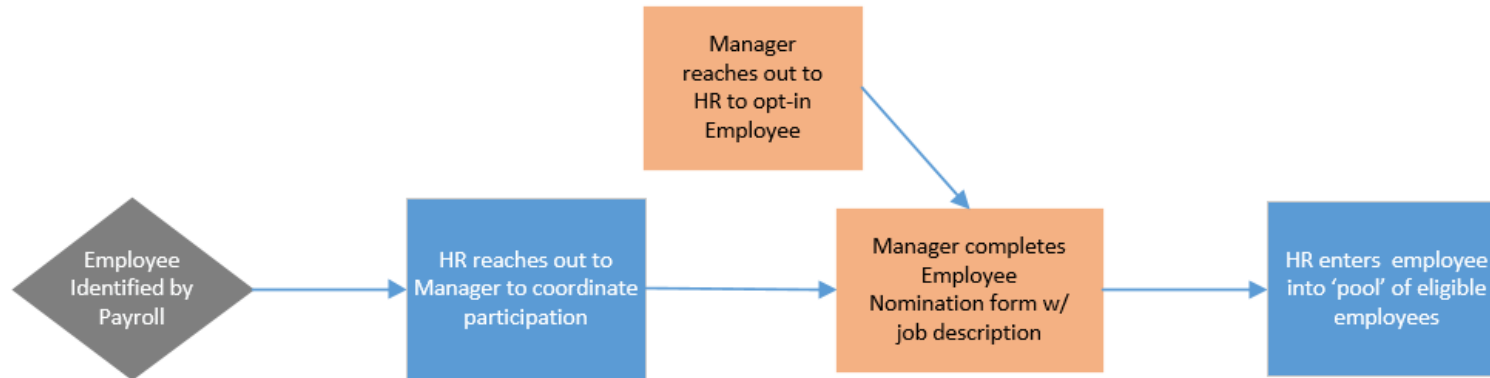 Manager
reaches out to
HR to opt-in
Employee
Employee
Identified by
Payroll
HR reaches out to
Manager to coordinate
participation
Manager completes
Employee
Nomination form w/
job description
HR enters  employee
into ‘pool’ of eligible
employees